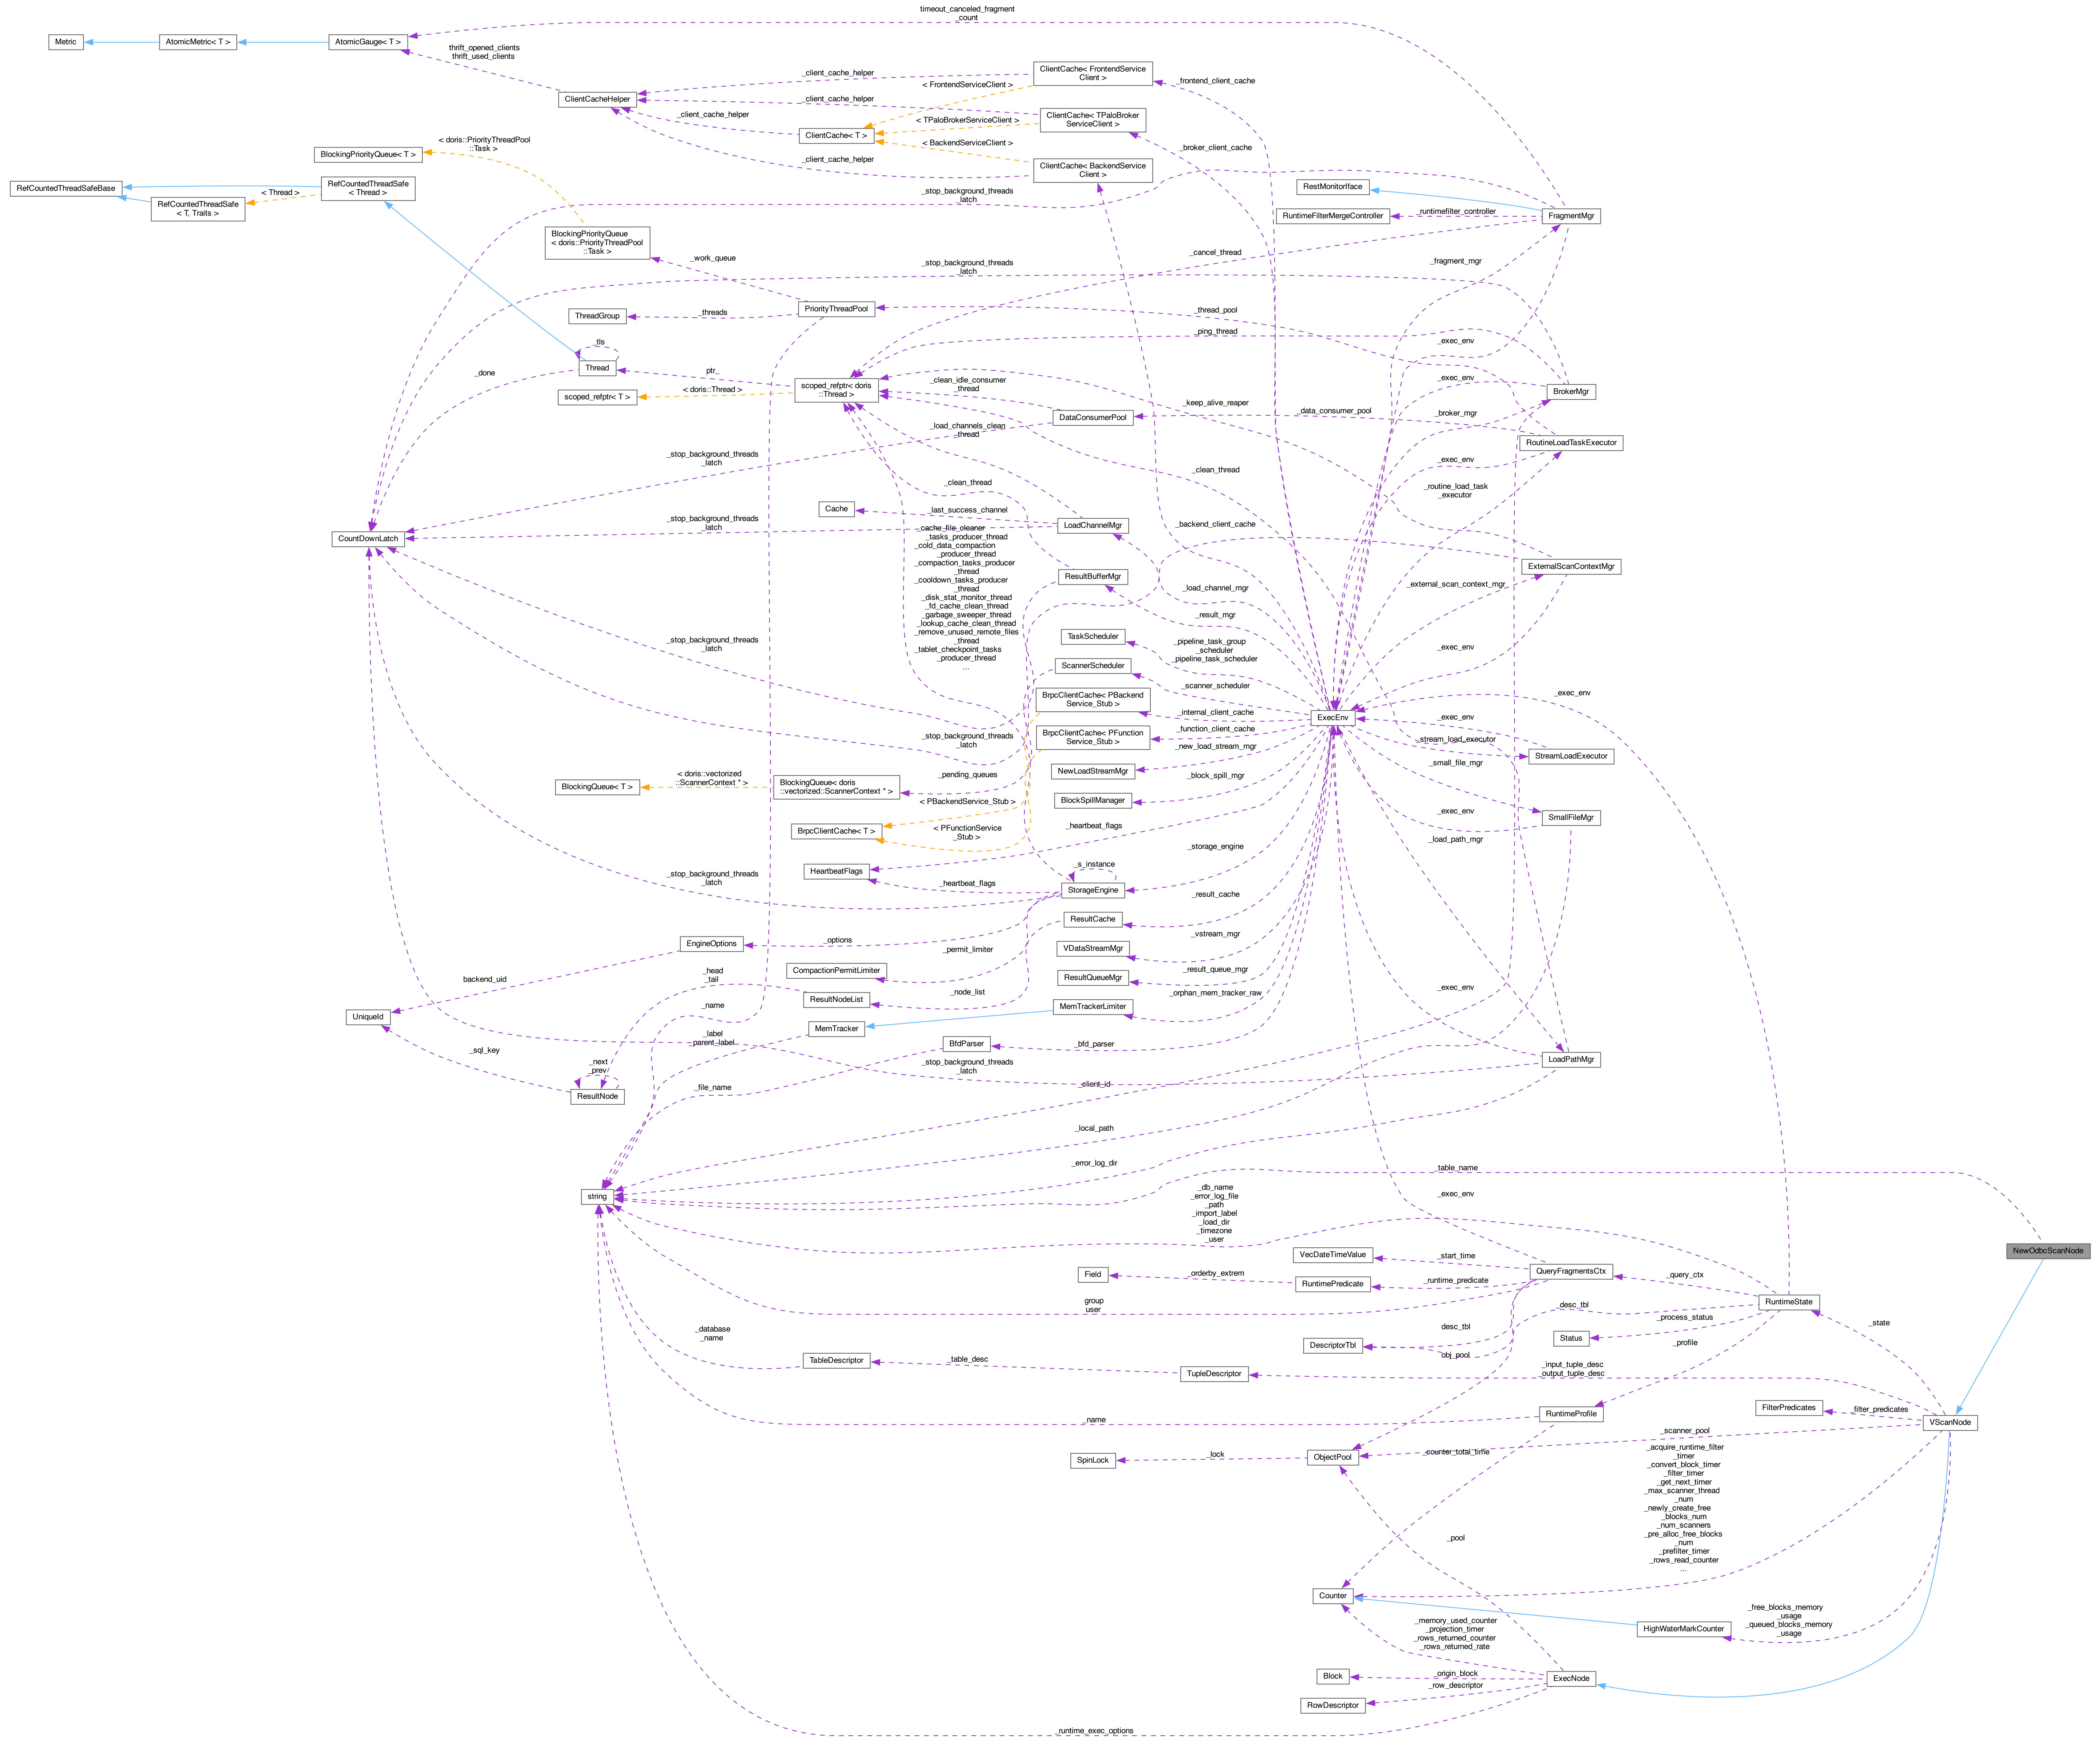 timeout_canceled_fragment
_count
Metric
AtomicMetric< T >
AtomicGauge< T >
thrift_opened_clients
thrift_used_clients
_client_cache_helper
ClientCache< FrontendService
Client >
_frontend_client_cache
< FrontendServiceClient >
ClientCacheHelper
_client_cache_helper
ClientCache< TPaloBroker
ServiceClient >
_client_cache_helper
< TPaloBrokerServiceClient >
ClientCache< T >
< BackendServiceClient >
_broker_client_cache
< doris::PriorityThreadPool
::Task >
BlockingPriorityQueue< T >
_client_cache_helper
ClientCache< BackendService
Client >
RefCountedThreadSafeBase
RefCountedThreadSafe
< Thread >
< Thread >
RefCountedThreadSafe
< T, Traits >
_stop_background_threads
_latch
RestMonitorIface
_runtimefilter_controller
RuntimeFilterMergeController
FragmentMgr
BlockingPriorityQueue
< doris::PriorityThreadPool
::Task >
_work_queue
_cancel_thread
_stop_background_threads
_latch
_fragment_mgr
PriorityThreadPool
_threads
ThreadGroup
_thread_pool
_ping_thread
_tls
Thread
_exec_env
_done
ptr_
scoped_refptr< doris
::Thread >
_clean_idle_consumer
_thread
_exec_env
BrokerMgr
< doris::Thread >
scoped_refptr< T >
_keep_alive_reaper
_data_consumer_pool
_broker_mgr
DataConsumerPool
_load_channels_clean
_thread
RoutineLoadTaskExecutor
_stop_background_threads
_latch
_exec_env
_clean_thread
_clean_thread
_routine_load_task
_executor
Cache
_last_success_channel
LoadChannelMgr
_backend_client_cache
_stop_background_threads
_latch
CountDownLatch
_cache_file_cleaner
_tasks_producer_thread
_cold_data_compaction
_producer_thread
_compaction_tasks_producer
_thread
_cooldown_tasks_producer
_thread
_disk_stat_monitor_thread
_fd_cache_clean_thread
_garbage_sweeper_thread
_lookup_cache_clean_thread
_remove_unused_remote_files
_thread
_tablet_checkpoint_tasks
_producer_thread
...
ResultBufferMgr
_load_channel_mgr
_external_scan_context_mgr
ExternalScanContextMgr
_result_mgr
TaskScheduler
_pipeline_task_group
_scheduler
_pipeline_task_scheduler
_stop_background_threads
_latch
_exec_env
ScannerScheduler
_scanner_scheduler
BrpcClientCache< PBackend
Service_Stub >
_internal_client_cache
_exec_env
ExecEnv
_exec_env
BrpcClientCache< PFunction
Service_Stub >
_function_client_cache
_stop_background_threads
_latch
_new_load_stream_mgr
_stream_load_executor
StreamLoadExecutor
NewLoadStreamMgr
_small_file_mgr
< doris::vectorized
::ScannerContext * >
BlockingQueue< T >
BlockingQueue< doris
::vectorized::ScannerContext * >
_pending_queues
_block_spill_mgr
BlockSpillManager
< PBackendService_Stub >
BrpcClientCache< T >
< PFunctionService
_Stub >
_heartbeat_flags
_exec_env
SmallFileMgr
_load_path_mgr
_storage_engine
HeartbeatFlags
_s_instance
_heartbeat_flags
StorageEngine
_stop_background_threads
_latch
_result_cache
ResultCache
EngineOptions
_options
_permit_limiter
VDataStreamMgr
_vstream_mgr
backend_uid
_head
_tail
CompactionPermitLimiter
ResultQueueMgr
_result_queue_mgr
_exec_env
_node_list
ResultNodeList
_orphan_mem_tracker_raw
MemTrackerLimiter
UniqueId
_name
MemTracker
_label
_parent_label
BfdParser
_bfd_parser
_sql_key
_next
_prev
_stop_background_threads
_latch
LoadPathMgr
ResultNode
_file_name
_client_id
_local_path
_error_log_dir
_table_name
string
_db_name
_error_log_file
_path
_import_label
_load_dir
_timezone
_user
_exec_env
NewOdbcScanNode
VecDateTimeValue
_start_time
Field
_orderby_extrem
RuntimePredicate
_runtime_predicate
QueryFragmentsCtx
_query_ctx
group
user
RuntimeState
_desc_tbl
_process_status
desc_tbl
_state
_database
_name
DescriptorTbl
Status
_profile
obj_pool
TableDescriptor
_table_desc
TupleDescriptor
_input_tuple_desc
_output_tuple_desc
FilterPredicates
_filter_predicates
_name
RuntimeProfile
VScanNode
_scanner_pool
SpinLock
_lock
ObjectPool
_counter_total_time
_acquire_runtime_filter
_timer
_convert_block_timer
_filter_timer
_get_next_timer
_max_scanner_thread
_num
_newly_create_free
_blocks_num
_num_scanners
_pre_alloc_free_blocks
_num
_prefilter_timer
_rows_read_counter
...
_pool
Counter
_free_blocks_memory
_usage
_queued_blocks_memory
_usage
HighWaterMarkCounter
_memory_used_counter
_projection_timer
_rows_returned_counter
_rows_returned_rate
Block
_origin_block
ExecNode
_row_descriptor
RowDescriptor
_runtime_exec_options